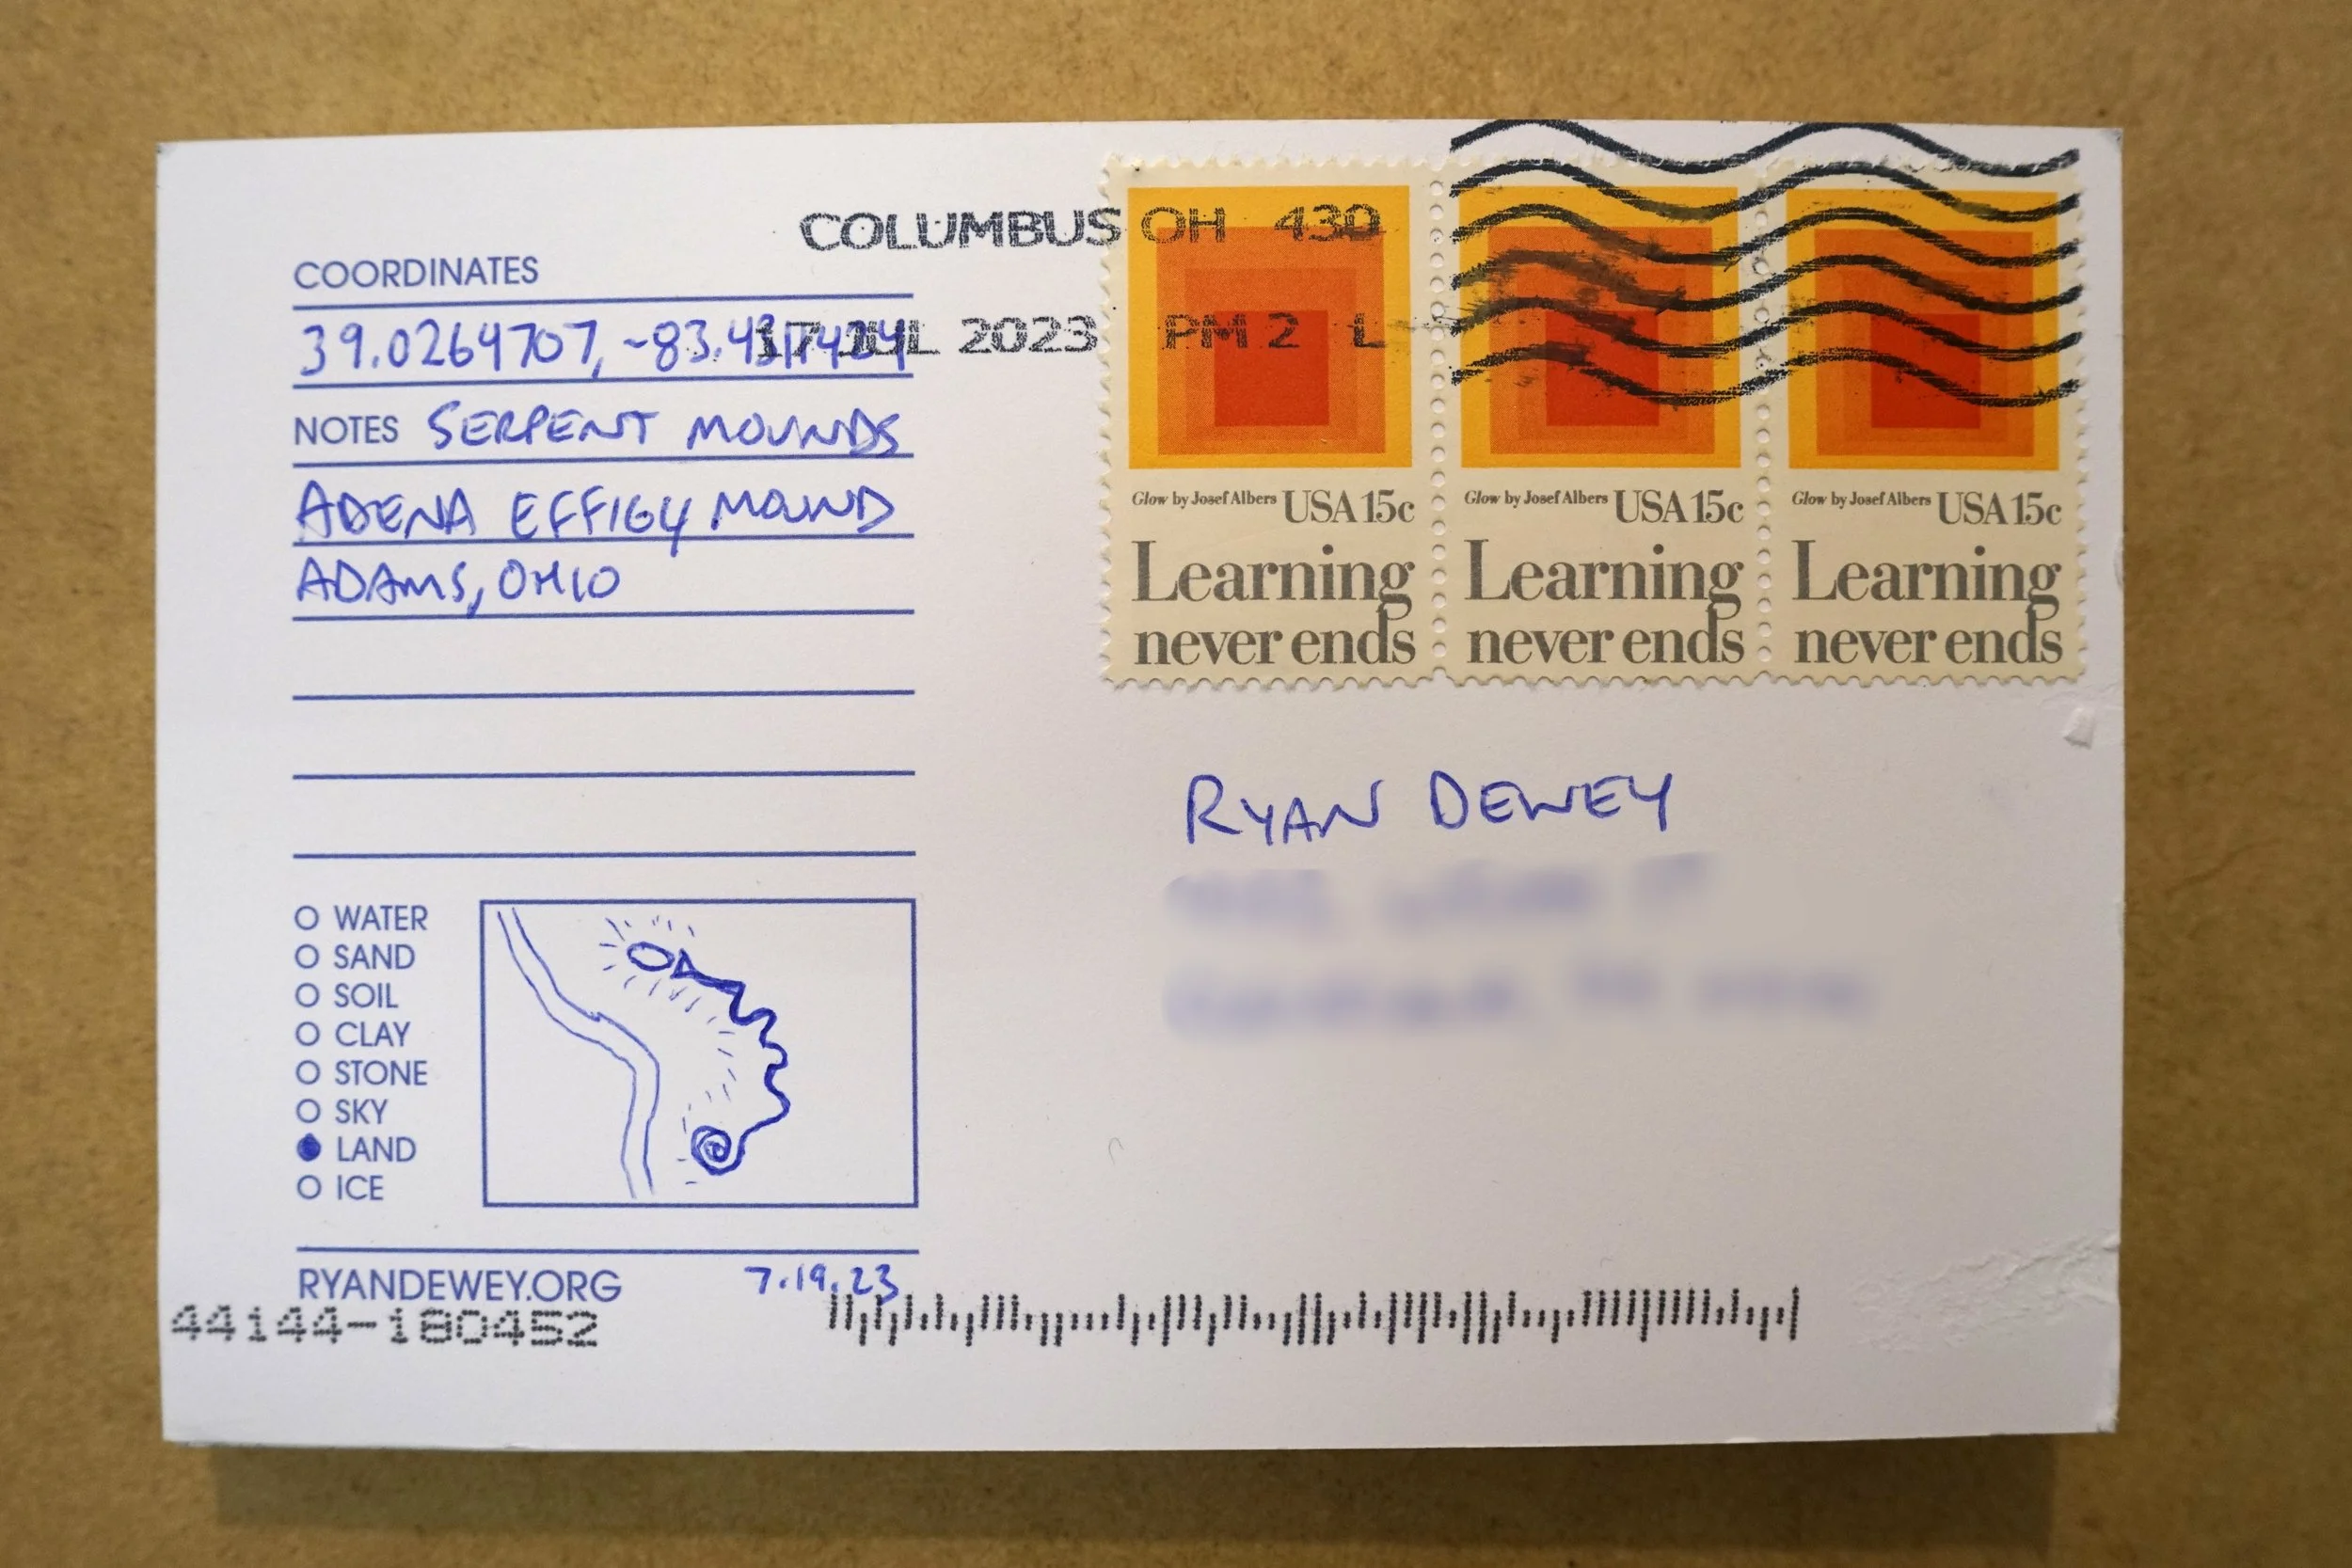 COLUMBUS OH 430
17 JUL 2023 PM 2 L
COORDINATES
39.0264707,
NOTES SERPENT MOUNDS
ADENA EFFIGY MOUND
ADAMS, OHIO
WATER
SAND
SOIL
CLAY
STONE
SKY
LAND
ICE
RYANDEWEY.ORG 7.19.23
44144-180452
Glow by Josef Albers USA 15c
Learning
never ends
Glow by Josef Albers USA 15c
Learning
never ends
Glow by Josef Albers USA 15c
Learning
never ends
RYAN DEWEY